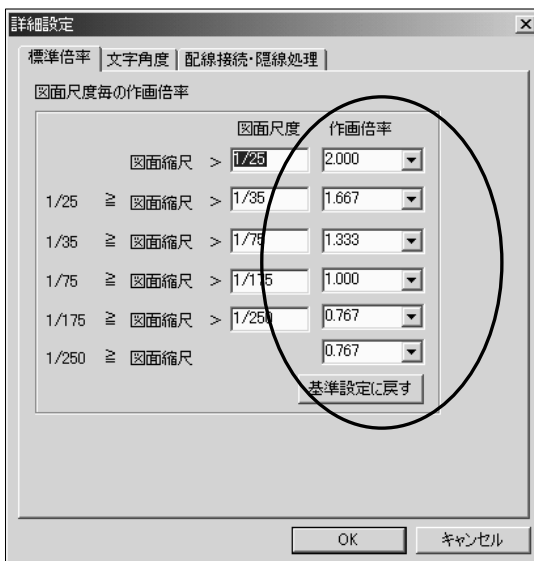 詳細設定
標準倍率 文字角度 配線接続・隠線処理
図面尺度毎の作画倍率
図面尺度 作画倍率
図面縮尺 > 1/25 2.000
1/25 ≧ 図面縮尺 > 1/35 1.667
1/35 ≧ 図面縮尺 > 1/75 1.333
1/75 ≧ 図面縮尺 > 1/175 1.000
1/175 ≧ 図面縮尺 > 1/250 0.767
1/250 ≧ 図面縮尺 0.767
基準設定に戻す
OK キャンセル